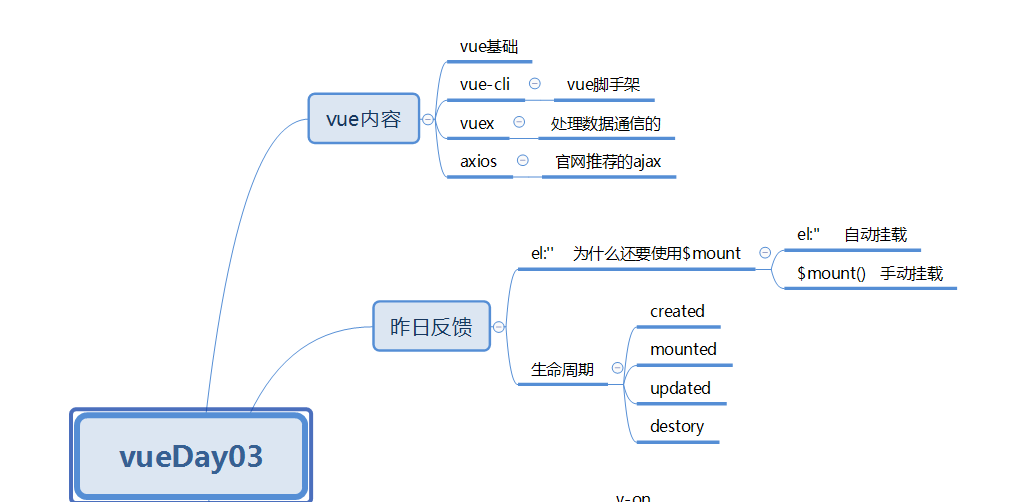 vue基础
vue-cli
vue脚手架
vue内容
vuex
处理数据通信的
axios
官网推荐的ajax
el:'' 为什么还要使用$mount
el:'' 自动挂载
$mount() 手动挂载
昨日反馈
生命周期
created
mounted
updated
destory
vueDay03
v-on